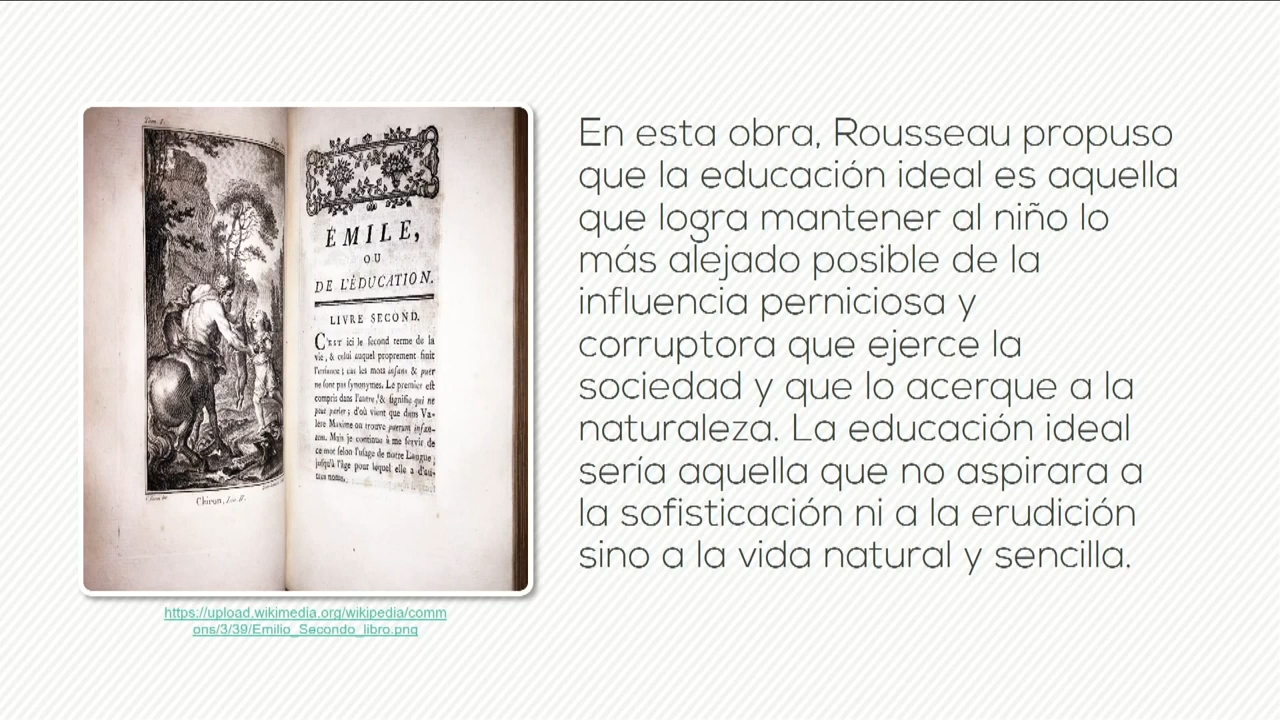 Tom. I.
ÉMILE,
OU
DE L'ÉDUCATION.
LIVRE SECOND.
C'EST ici le second terme de la
vie, & celui auquel proprement finit
l'enfance; car les mots infans & puer
ne sont pas synonymes. Le premier est
compris dans l'autre, & signifie qui ne
peut parler; d'où vient que dans Va-
lere Maxime on trouve puerum infan-
tem. Mais je continue à me servir de
ce mot selon l'usage de notre Langue,
jusqu'à l'âge pour lequel elle a d'au-
tres noms.
Chiron,
https://upload.wikimedia.org/wikipedia/comm
ons/3/39/Emilio_Secondo_libro.png
En esta obra, Rousseau propuso
que la educación ideal es aquella
que logra mantener al niño lo
más alejado posible de la
influencia perniciosa y
corruptora que ejerce la
sociedad y que lo acerque a la
naturaleza. La educación ideal
sería aquella que no aspirara a
la sofisticación ni a la erudición
sino a la vida natural y sencilla.